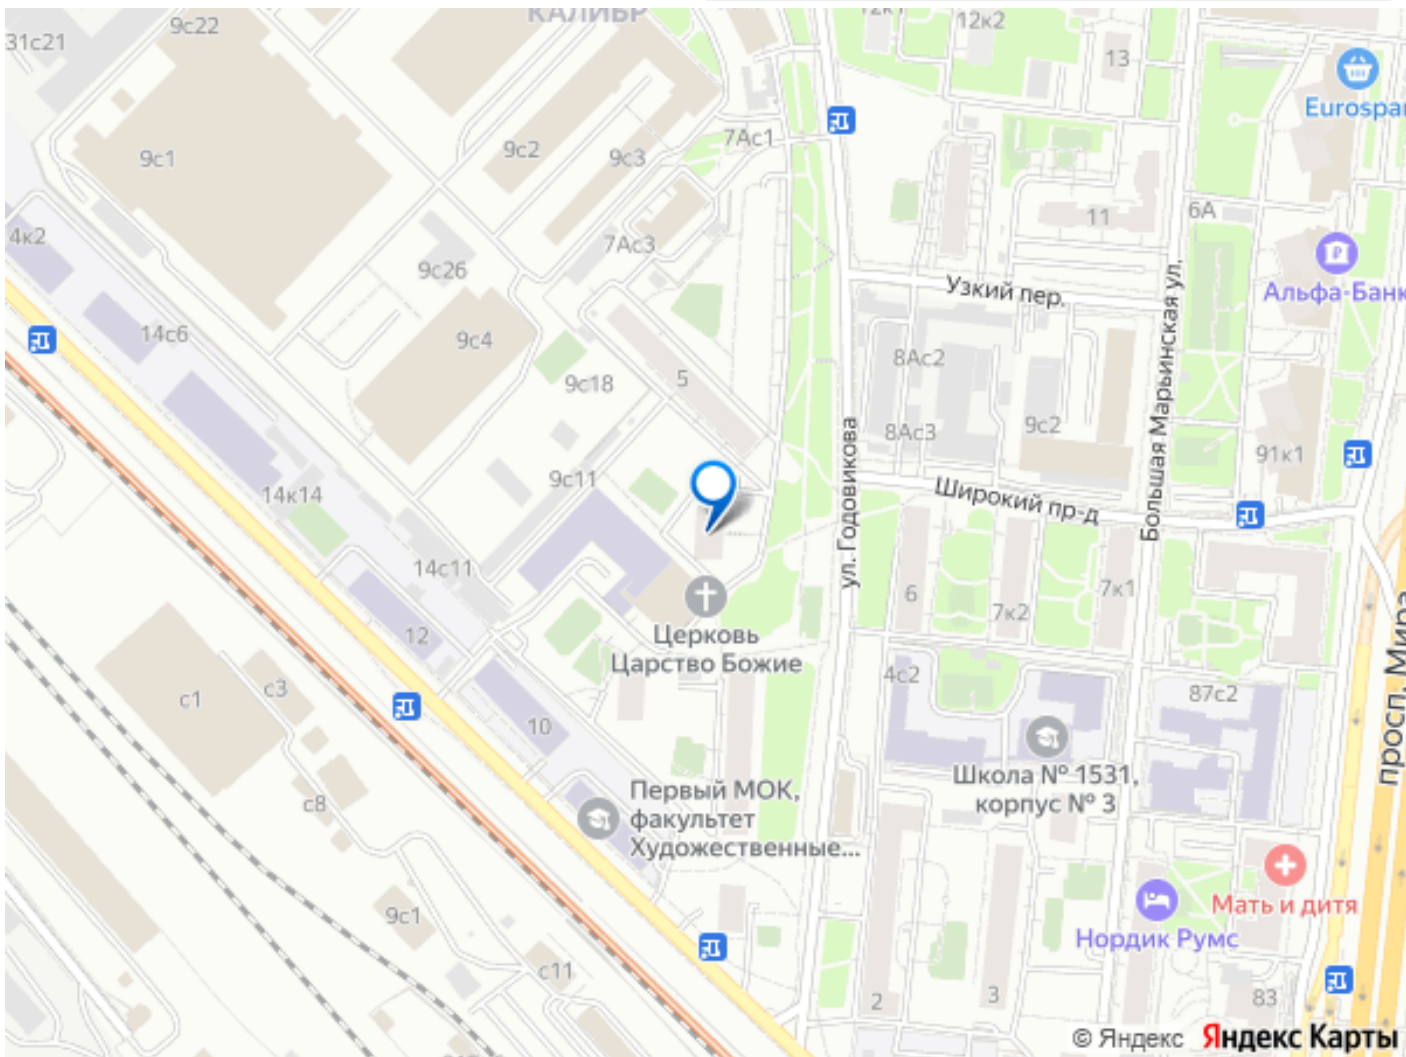 КАЛИБР
12к2
9с22
31с21
13
Eurospar
7Ас1
9с1
9с2
9с3
6А
11
4к2
7Ас3
9с26
Узкий пер.
Альфа-Банк
14с6
9с4
8Ас2
5
9с18
Большая Марьинская ул.
8Ас3
9с2
91к1
ул. Годовикова
9с11
14к14
Широкий пр-д
14с11
6
7к2
7к1
12
Церковь
Царство Божие
просп. Мира
4с2
87с2
с3
с1
10
Школа № 1531,
корпус № 3
Первый МОК,
факультет
Художественные...
с8
Мать и дитя
9с1
Нордик Румс
с11
2
3
83
© Яндекс Яндекс Карты